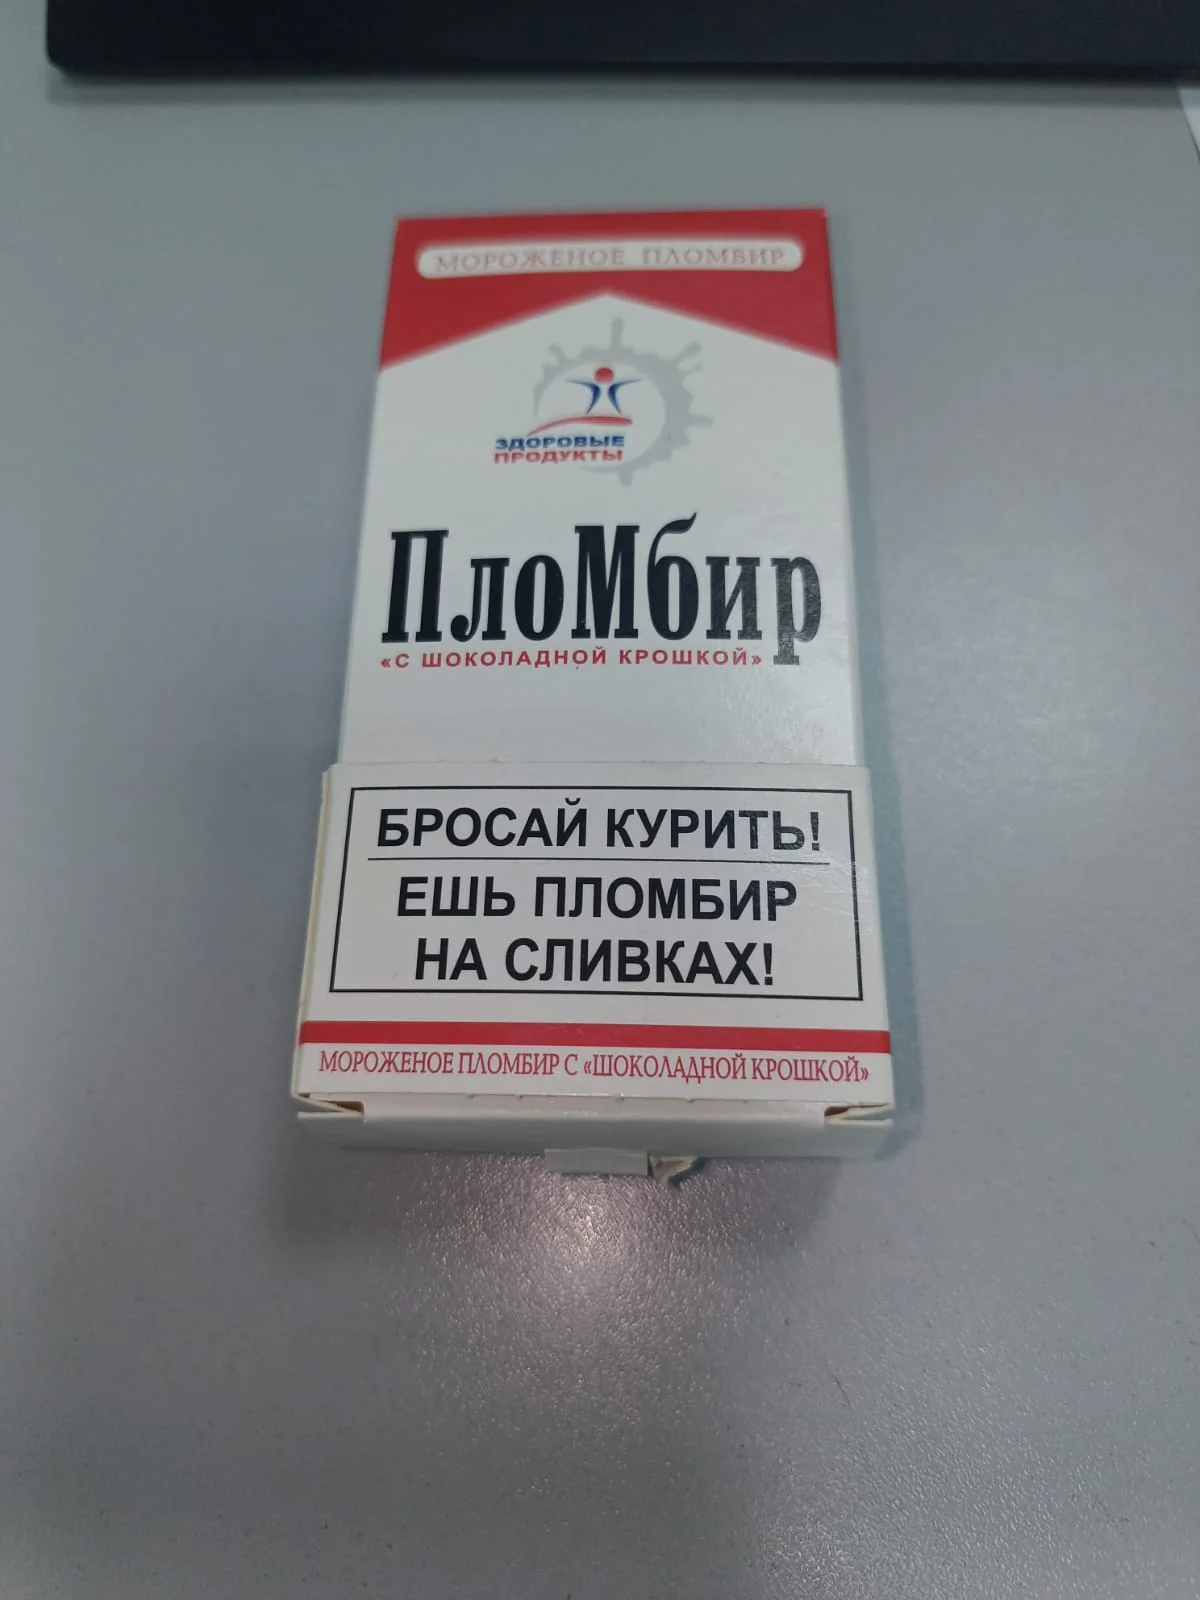 МОРОЖЕНОЕ ПЛОМБИР
ЗДОРОВЫЕ
ПРОДУКТЫ
ПлоМбир
«С ШОКОЛАДНОЙ КРОШКОЙ»
БРОСАЙ КУРИТЬ!
ЕШЬ ПЛОМБИР
НА СЛИВКАХ!
МОРОЖЕНОЕ ПЛОМБИР С «ШОКОЛАДНОЙ КРОШКОЙ»